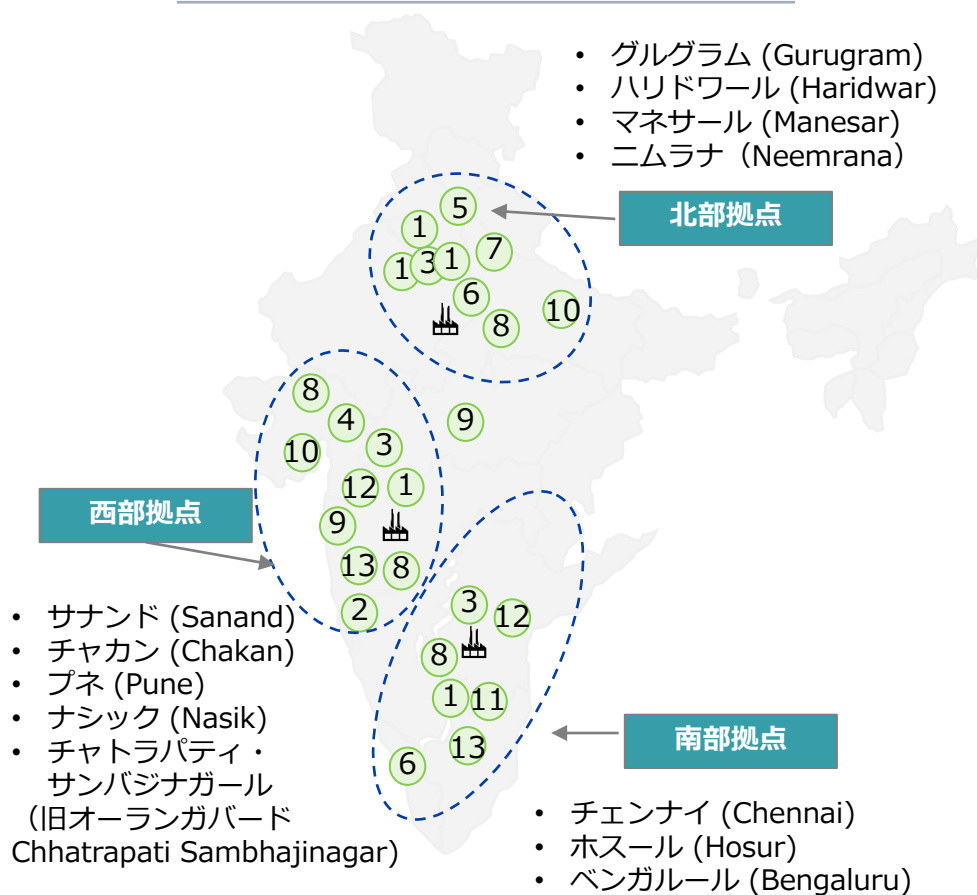 • グルグラム (Gurugram)
• ハリドワール (Haridwar)
• マネサール (Manesar)
• ニムラナ（Neemrana）
北部拠点
5
1
7
1
3
1
6
10
8
8
4
9
3
10
12
1
西部拠点
9
13
8
2
3
12
8
1
11
13
6
• サナンド (Sanand)
• チャカン (Chakan)
• プネ (Pune)
• ナシック (Nasik)
• チャトラパティ・
サンバジナガール
（旧オーランガバード
Chhatrapati Sambhajinagar)
南部拠点
• チェンナイ (Chennai)
• ホスール (Hosur)
• ベンガルール (Bengaluru)